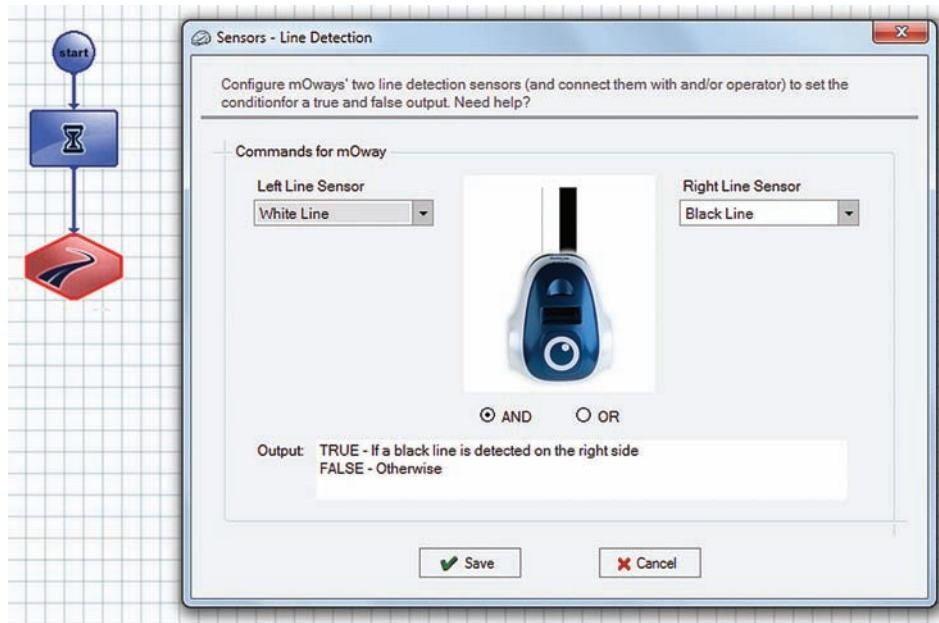 start
Sensors - Line Detection
Configure mOways' two line detection sensors (and connect them with and/or operator) to set the
conditionfor a true and false output. Need help?
Commands for mOway
Left Line Sensor
Right Line Sensor
White Line
Black Line
AND
OR
Output: TRUE - If a black line is detected on the right side
FALSE - Otherwise
Save
Cancel